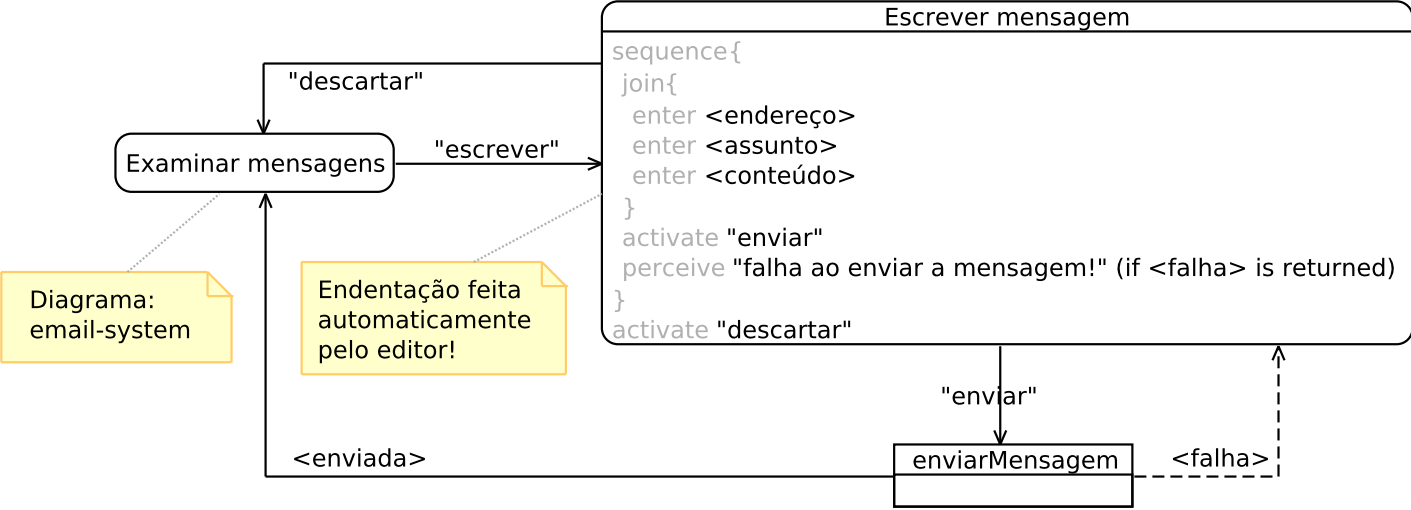 Escrever mensagem
sequence{
join{
enter <endereço>
enter <assunto>
enter <conteúdo>
}
activate "enviar"
perceive "falha ao enviar a mensagem!" (if <falha> is returned)
}
activate "descartar"
"descartar"
Examinar mensagens
"escrever"
Diagrama:
email-system
Endentação feita
automaticamente
pelo editor!
"enviar"
<enviada>
enviarMensagem
<falha>